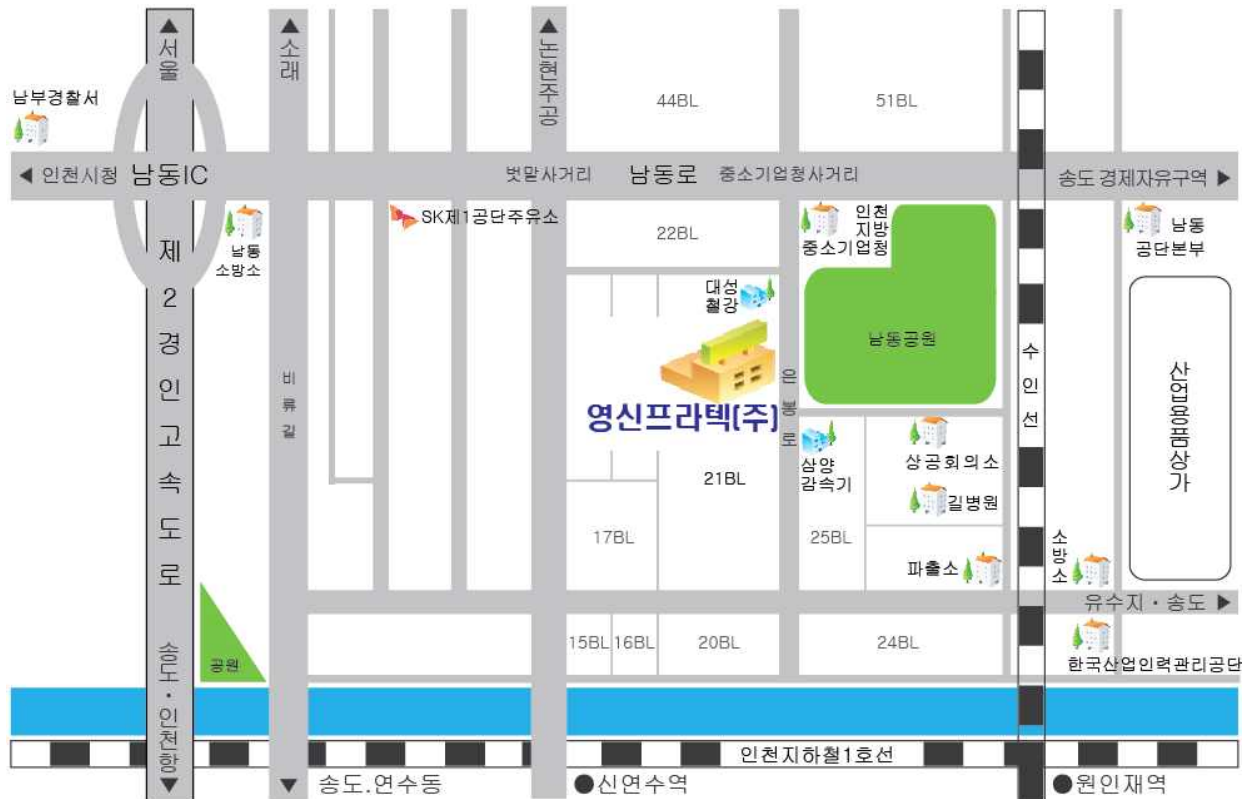 ▲ 서울
▲ 소래
▲ 논현주공
44BL
51BL
남부경찰서
◀ 인천시청
남동IC
벗말사거리
남동로
중소기업청사거리
송도 경제자유구역 ▶
SK제1공단주유소
남동
소방소
22BL
인천
지방
중소기업청
남동
공단본부
제2경인고속도로
대성
철강
남동공원
수인선
산업용품상가
비류길
은봉로
영신프라텍(주)
21BL
삼양
감속기
상공회의소
길병원
17BL
25BL
파출소
소방소
유수지 · 송도 ▶
공원
15BL
16BL
20BL
24BL
한국산업인력관리공단
송도 · 인천항 ▼
인천지하철1호선
▼
송도.연수동
●신연수역
●원인재역